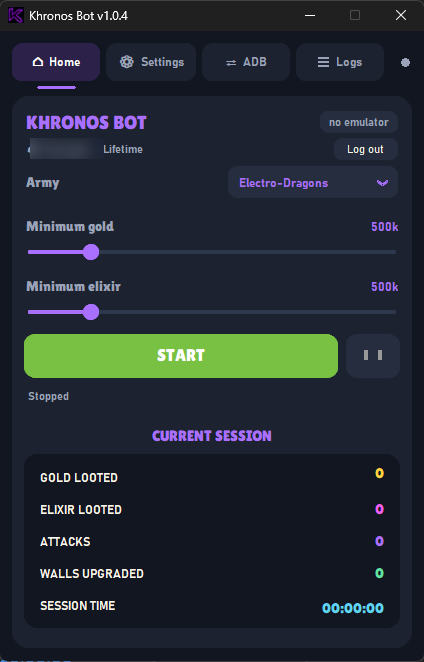 Khronos Bot v1.0.4
Home Settings ADB Logs
KHRONOS BOT no emulator
Lifetime Log out
Army Electro-Dragons
Minimum gold 500k
Minimum elixir 500k
START
Stopped
CURRENT SESSION
GOLD LOOTED 0
ELIXIR LOOTED 0
ATTACKS 0
WALLS UPGRADED 0
SESSION TIME 00:00:00